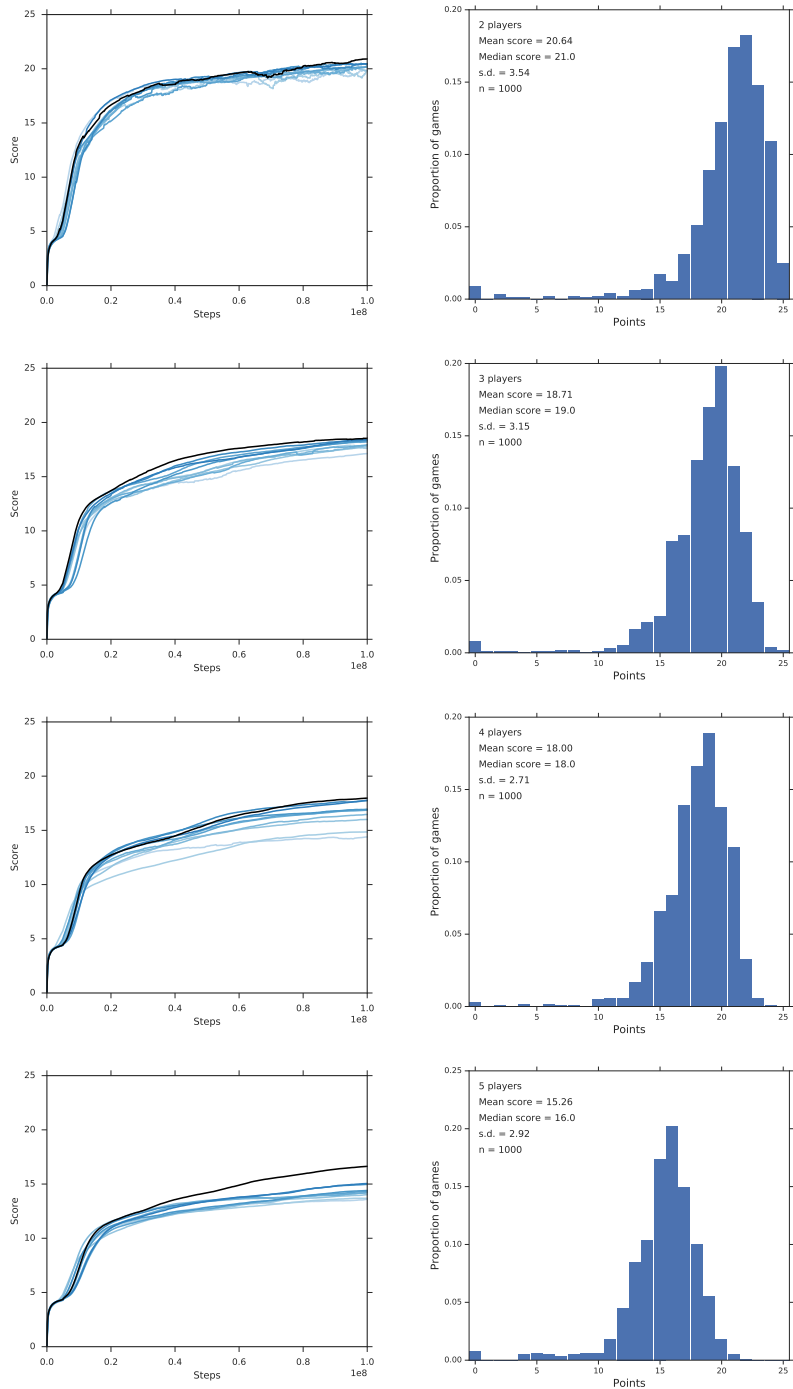 25
20
15
10
5
0
Score
0.0 0.2 0.4 0.6 0.8 1.0
1e8
Steps
0.20
0.15
0.10
0.05
0.00
Proportion of games
2 players
Mean score = 20.64
Median score = 21.0
s.d. = 3.54
n = 1000
0 5 10 15 20 25
Points
25
20
15
10
5
0
Score
0.0 0.2 0.4 0.6 0.8 1.0
1e8
Steps
0.20
0.15
0.10
0.05
0.00
Proportion of games
3 players
Mean score = 18.71
Median score = 19.0
s.d. = 3.15
n = 1000
0 5 10 15 20 25
Points
25
20
15
10
5
0
Score
0.0 0.2 0.4 0.6 0.8 1.0
1e8
Steps
0.20
0.15
0.10
0.05
0.00
Proportion of games
4 players
Mean score = 18.00
Median score = 18.0
s.d. = 2.71
n = 1000
0 5 10 15 20 25
Points
25
20
15
10
5
0
Score
0.0 0.2 0.4 0.6 0.8 1.0
1e8
Steps
0.25
0.20
0.15
0.10
0.05
0.00
Proportion of games
5 players
Mean score = 15.26
Median score = 16.0
s.d. = 2.92
n = 1000
0 5 10 15 20 25
Points